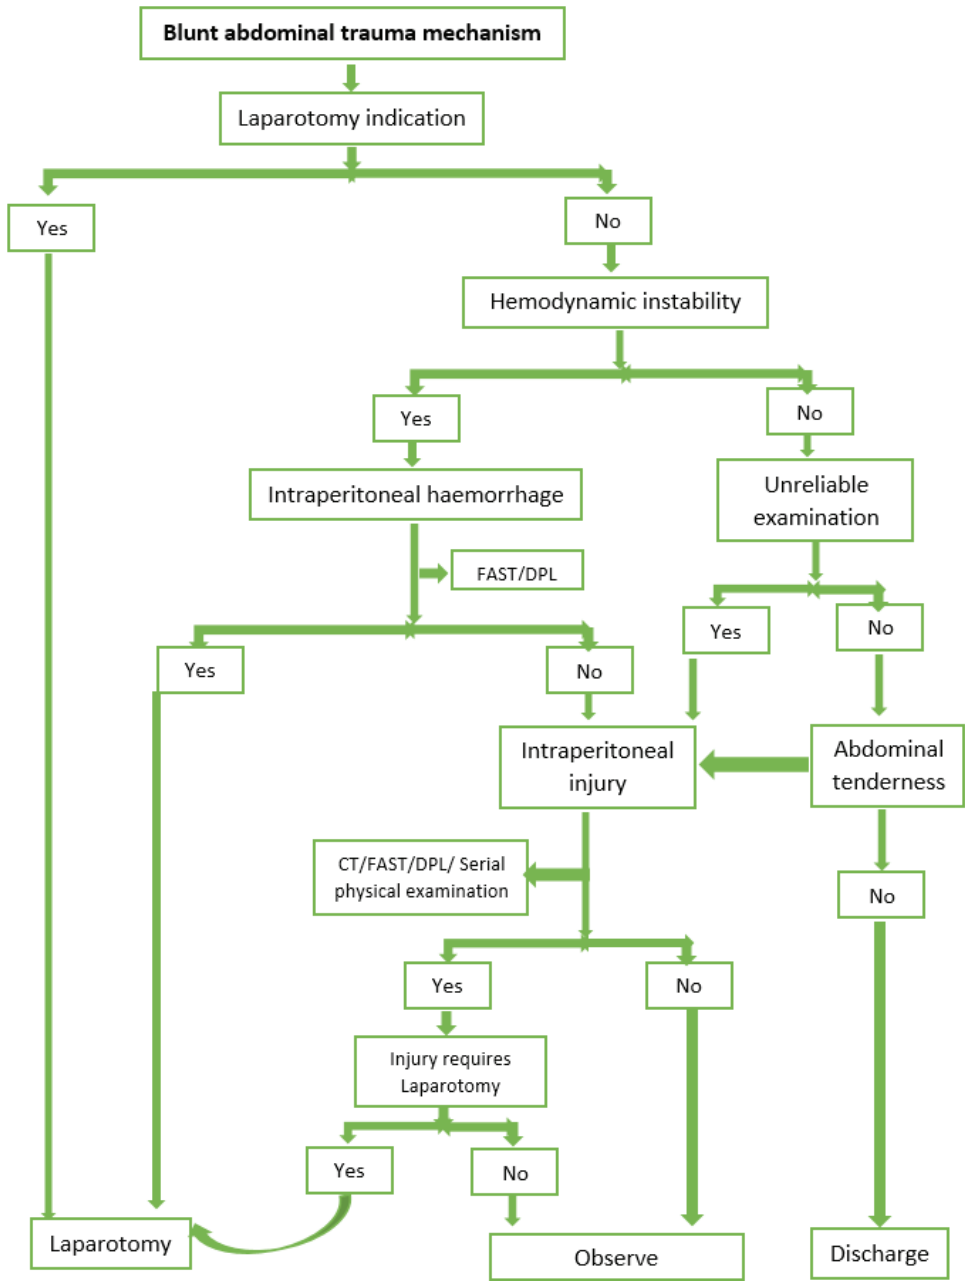 Blunt abdominal trauma mechanism
Laparotomy indication
Yes
No
Hemodynamic instability
Yes
No
Intraperitoneal haemorrhage
Unreliable
examination
FAST/DPL
Yes
No
Yes
No
Intraperitoneal
injury
Abdominal
tenderness
CT/FAST/DPL/ Serial
physical examination
No
Yes
No
Injury requires
Laparotomy
Yes
No
Laparotomy
Observe
Discharge